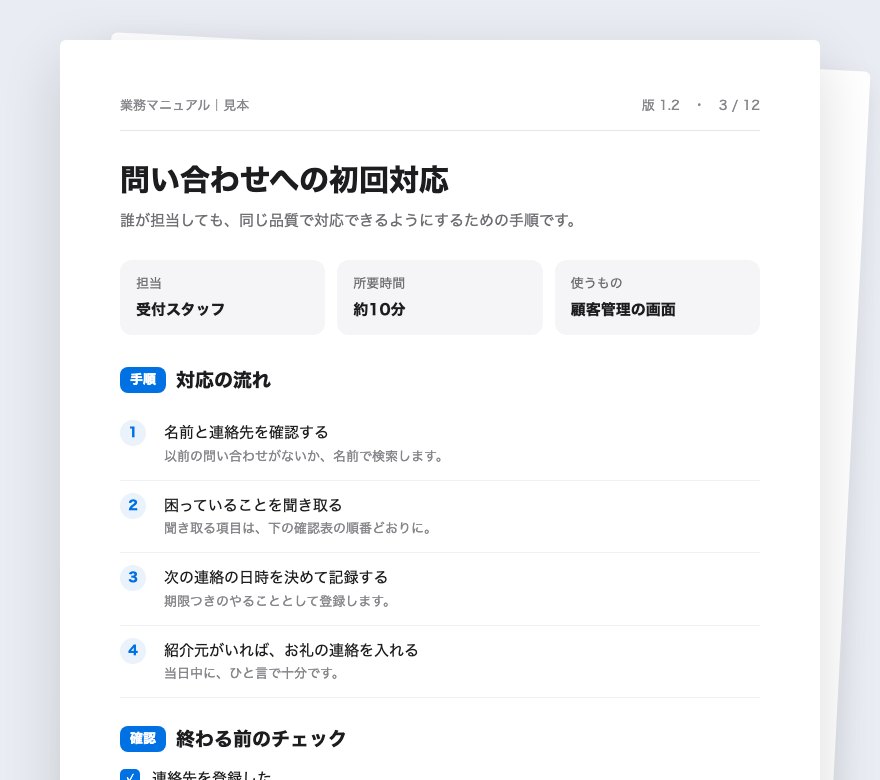 業務マニュアル｜見本
版 1.2 ・ 3 / 12
問い合わせへの初回対応
誰が担当しても、同じ品質で対応できるようにするための手順です。
担当
受付スタッフ
所要時間
約10分
使うもの
顧客管理の画面
手順 対応の流れ
1 名前と連絡先を確認する
以前の問い合わせがないか、名前で検索します。
2 困っていることを聞き取る
聞き取る項目は、下の確認表の順番どおりに。
3 次の連絡の日時を決めて記録する
期限つきのやることとして登録します。
4 紹介元がいれば、お礼の連絡を入れる
当日中に、ひと言で十分です。
確認 終わる前のチェック
連絡先を登録した